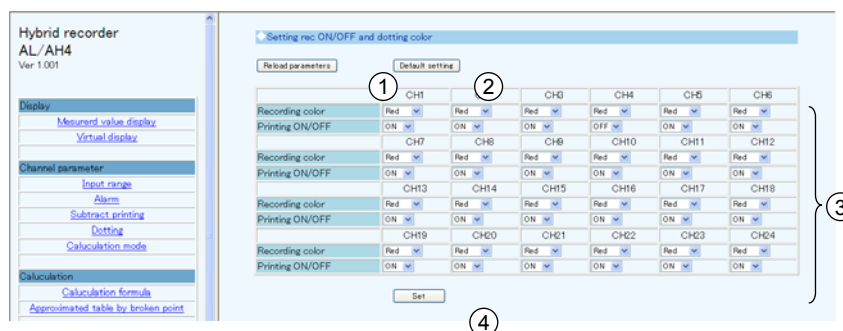 Hybrid recorder
AL/AH4
Ver 1.001
Display
Mesurerd value display
Virtual display
Channel parameter
Input range
Alarm
Subtract printing
Dotting
Caluculation mode
Caluculation
Caluculation formula
Approximated table by broken point
Setting rec ON/OFF and dotting color
Reload parameters Default setting
1 2
CH1 CH3 CH4 CH5 CH6
Recording color Red Red Red Red Red Red
Printing ON/OFF ON ON ON OFF ON ON
CH7 CH8 CH9 CH10 CH11 CH12
Recording color Red Red Red Red Red Red
Printing ON/OFF ON ON ON ON ON ON
CH13 CH14 CH15 CH16 CH17 CH18
Recording color Red Red Red Red Red Red
Printing ON/OFF ON ON ON ON ON ON
CH19 CH20 CH21 CH22 CH23 CH24
Recording color Red Red Red Red Red Red
Printing ON/OFF ON ON ON ON ON ON
3
Set
4